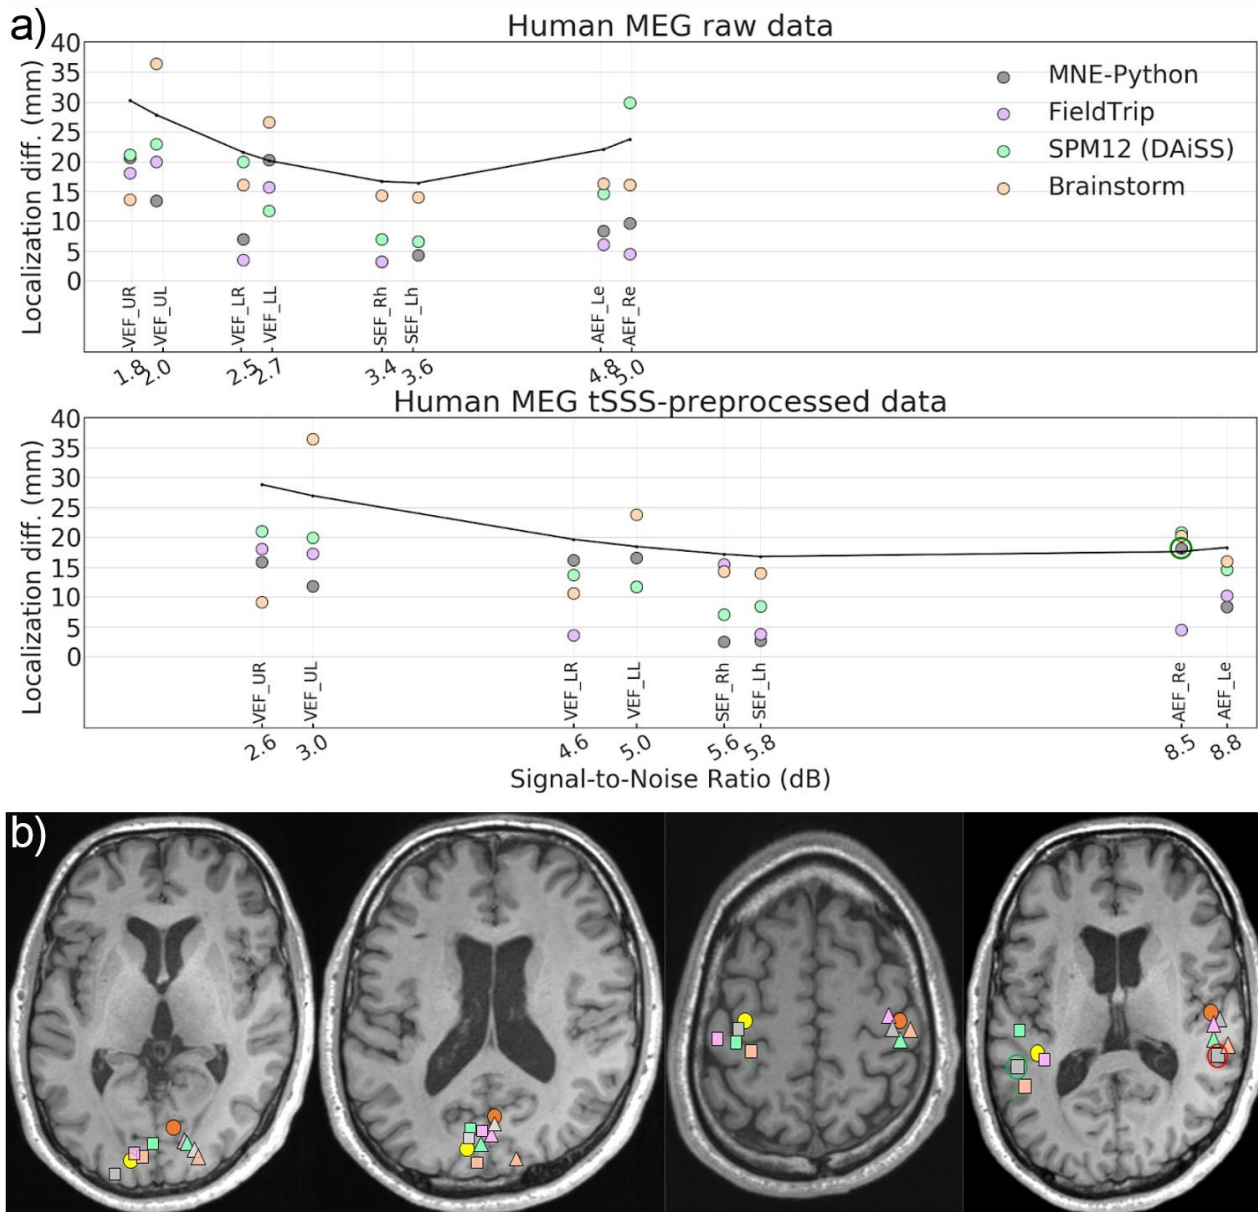 a)
Human MEG raw data
Localization diff. (mm)
40
35
30
25
20
15
10
5
0
MNE-Python
FieldTrip
SPM12 (DAiSS)
Brainstorm
VEF_UR
VEF_UL
VEF_LR
VEF_LL
SEF_Rh
SEF_Lh
AEF_Le
AEF_Re
1.8 2.0 2.5 2.7 3.4 3.6 4.8 5.0
Human MEG tSSS-preprocessed data
Localization diff. (mm)
40
35
30
25
20
15
10
5
0
VEF_UR
VEF_UL
VEF_LR
VEF_LL
SEF_Rh
SEF_Lh
AEF_Re
AEF_Le
2.6 3.0 4.6 5.0 5.6 5.8 8.5 8.8
Signal-to-Noise Ratio (dB)
b)